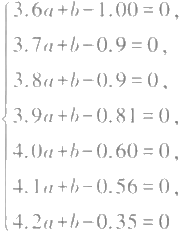 3.6a+b-1.00=0,
3.7a+b-0.9=0,
3.8a+b-0.9=0,
3.9a+b-0.81=0,
4.0a+b-0.60=0,
4.1a+b-0.56=0,
4.2a+b-0.35=0